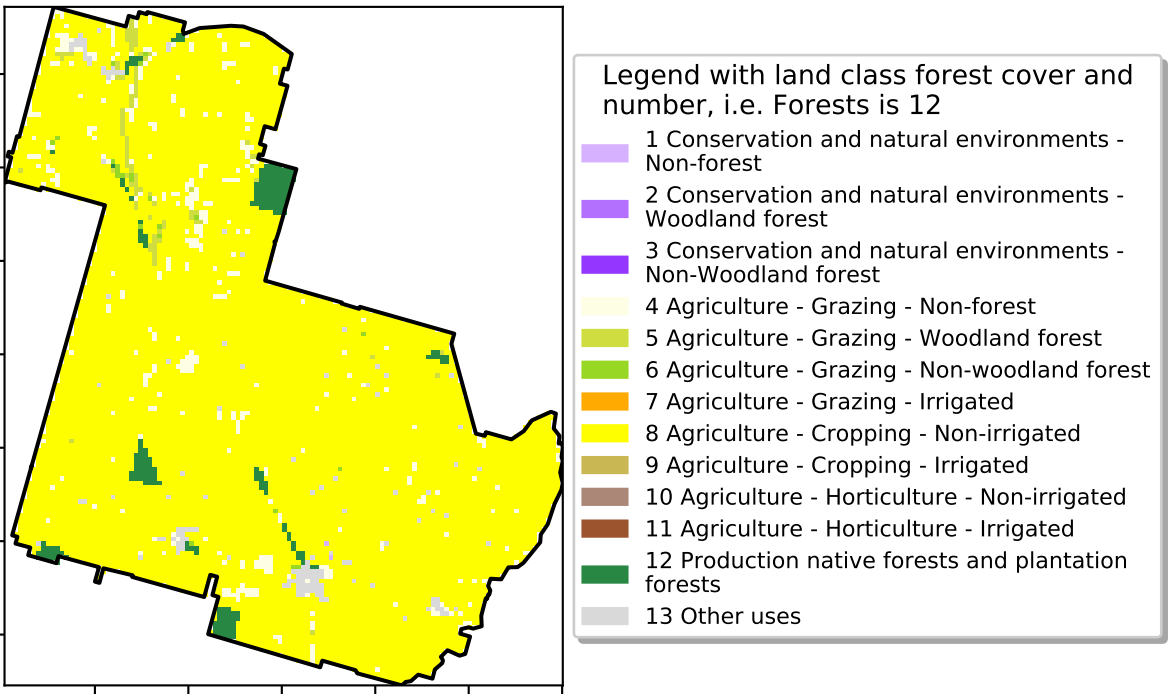 Legend with land class forest cover and
number, i.e. Forests is 12
1 Conservation and natural environments -
Non-forest
2 Conservation and natural environments -
Woodland forest
3 Conservation and natural environments -
Non-Woodland forest
4 Agriculture - Grazing - Non-forest
5 Agriculture - Grazing - Woodland forest
6 Agriculture - Grazing - Non-woodland forest
7 Agriculture - Grazing - Irrigated
8 Agriculture - Cropping - Non-irrigated
9 Agriculture - Cropping - Irrigated
10 Agriculture - Horticulture - Non-irrigated
11 Agriculture - Horticulture - Irrigated
12 Production native forests and plantation
forests
13 Other uses